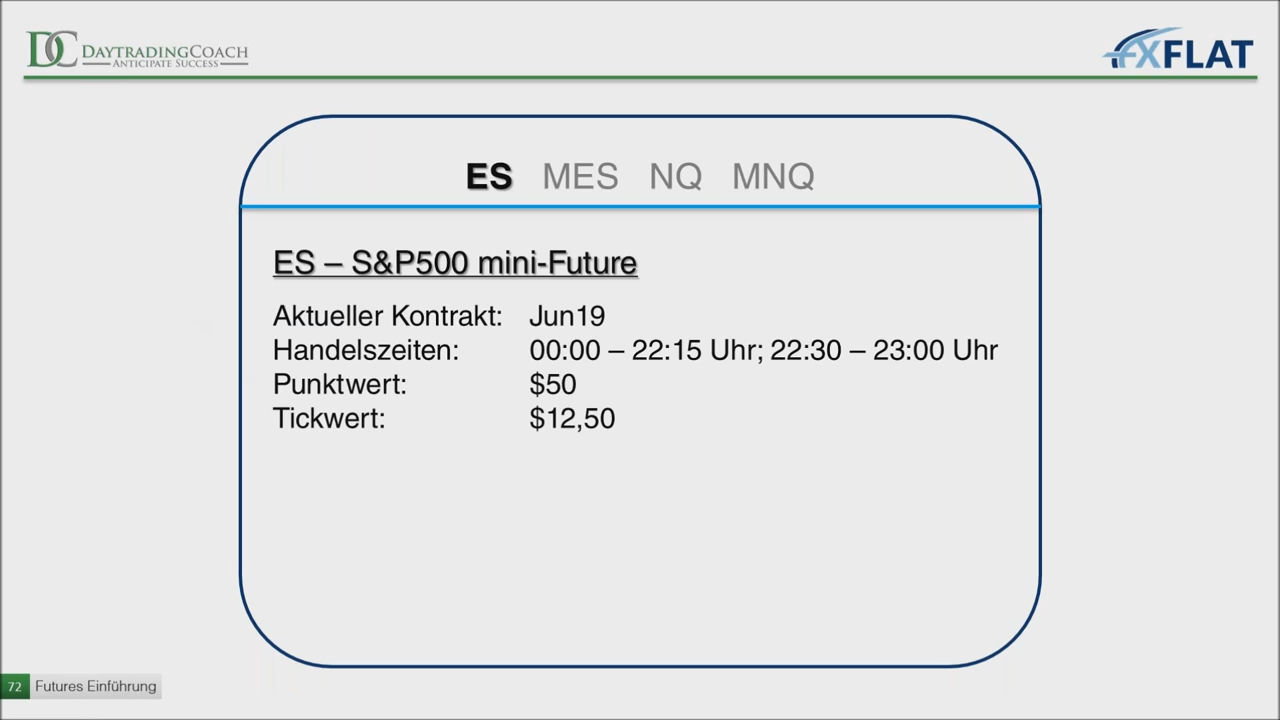 DC DAYTRADINGCOACH
ANTICIPATE SUCCESS
FXFLAT
ES MES NQ MNQ
ES – S&P500 mini-Future
Aktueller Kontrakt: Jun19
Handelszeiten: 00:00 – 22:15 Uhr; 22:30 – 23:00 Uhr
Punktwert: $50
Tickwert: $12,50
72 Futures Einführung